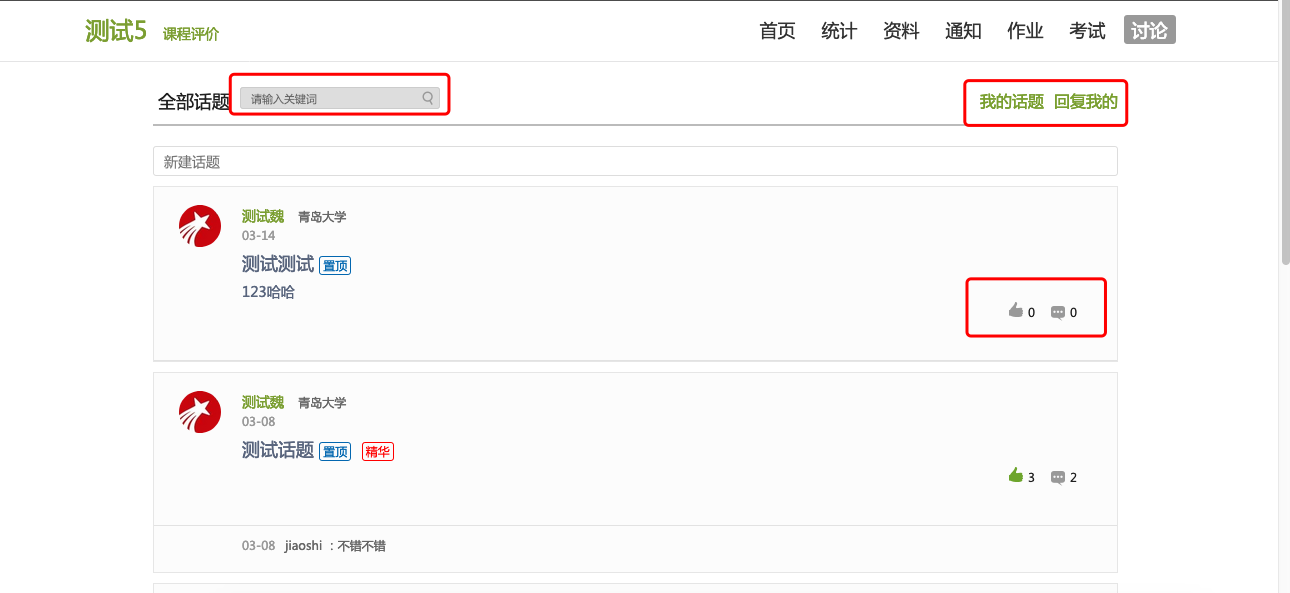 测试5 课程评价 首页 统计 资料 通知 作业 考试 讨论
全部话题 请输入关键词 我的话题 回复我的
新建话题
测试魏 青岛大学
03-14
测试测试 置顶
123哈哈
0 0
测试魏 青岛大学
03-08
测试话题 置顶 精华
3 2
03-08 jiaoshi ：不错不错